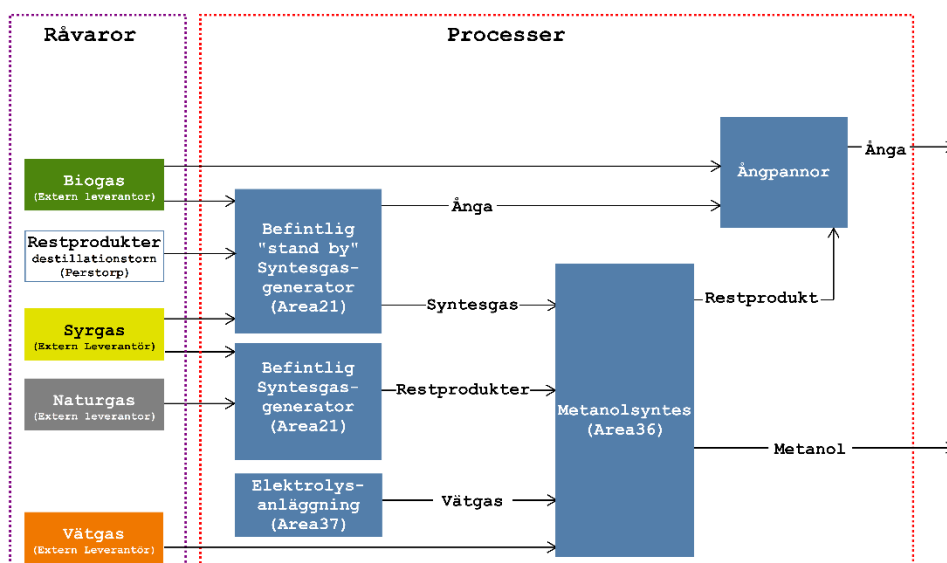 Råvaror
Processer
Biogas
(Extern leverantor)
Restprodukter
destillationstorn
(Perstorp)
Syrgas
(Extern Leverantör)
Naturgas
(Extern leverantor)
Vätgas
(Extern Leverantör)
Befintlig
"stand by"
Syntesgas-
generator
(Area21)
Befintlig
Syntesgas-
generator
(Area21)
Elektrolys-
anläggning
(Area37)
Ånga
Syntesgas
Restprodukter
Vätgas
Metanolsyntes
(Area36)
Ångpannor
Restprodukt
Ånga
Metanol